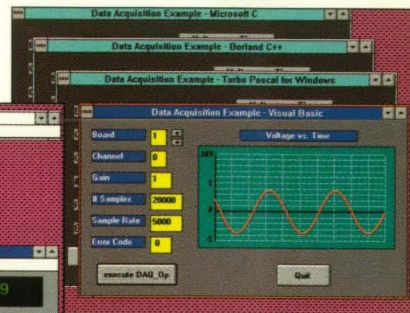 Data Acquisition Example - Microsoft C
Data Acquisition Example - Borland C++
Data Acquisition Example - Turbo Pascal for Windows
Data Acquisition Example - Visual Basic
Board 1
Channel 0
Gain 1
# Samples 20000
Sample Rate 5000
Error Code 0
execute DAQ_Op
Voltage vs. Time
10V
5
0
-5
Quit
9